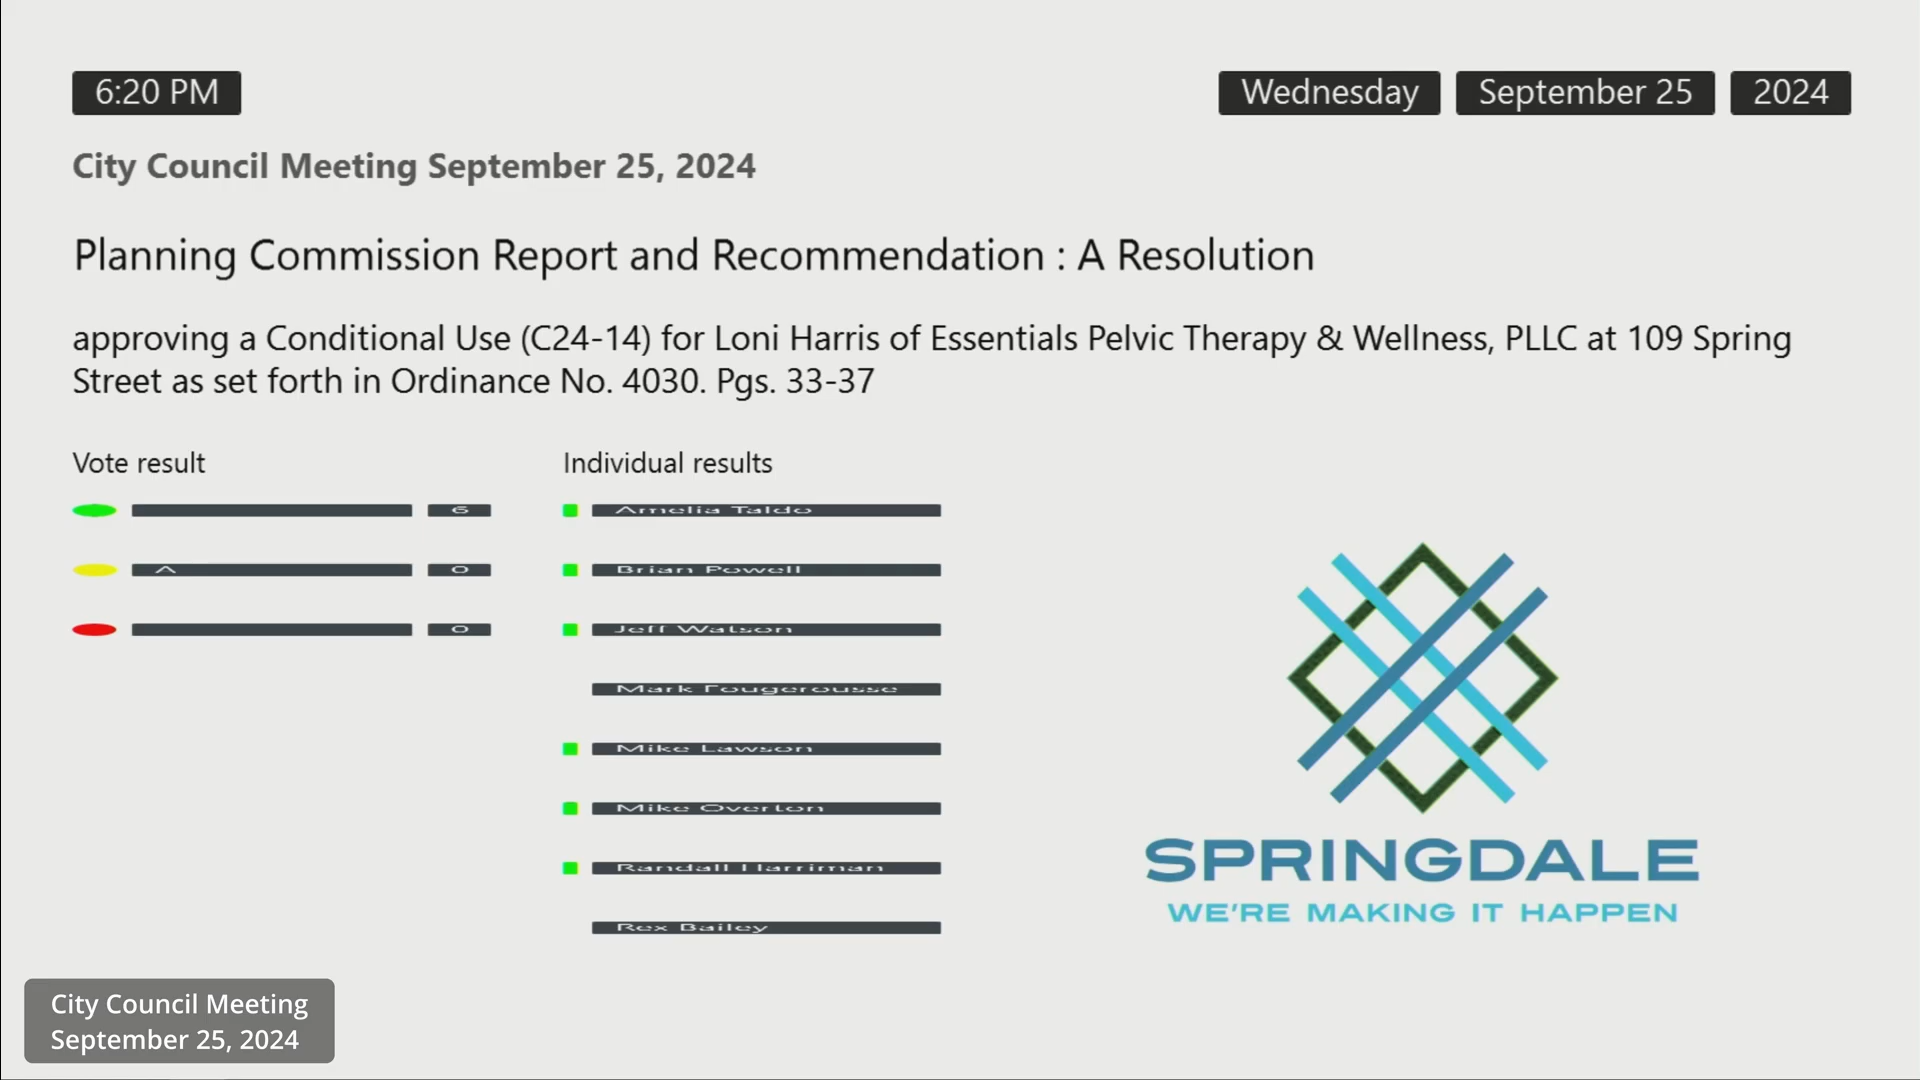 6:20 PM
Wednesday September 25 2024
City Council Meeting September 25, 2024
Planning Commission Report and Recommendation : A Resolution
approving a Conditional Use (C24-14) for Loni Harris of Essentials Pelvic Therapy & Wellness, PLLC at 109 Spring
Street as set forth in Ordinance No. 4030. Pgs. 33-37
Vote result
6
A 0
0
Individual results
Amelia Taldo
Brian Powell
Jeff Watson
Mark Fougerousse
Mike Lawson
Mike Overton
Randall Harriman
Rex Bailey
SPRINGDALE
WE'RE MAKING IT HAPPEN
City Council Meeting
September 25, 2024